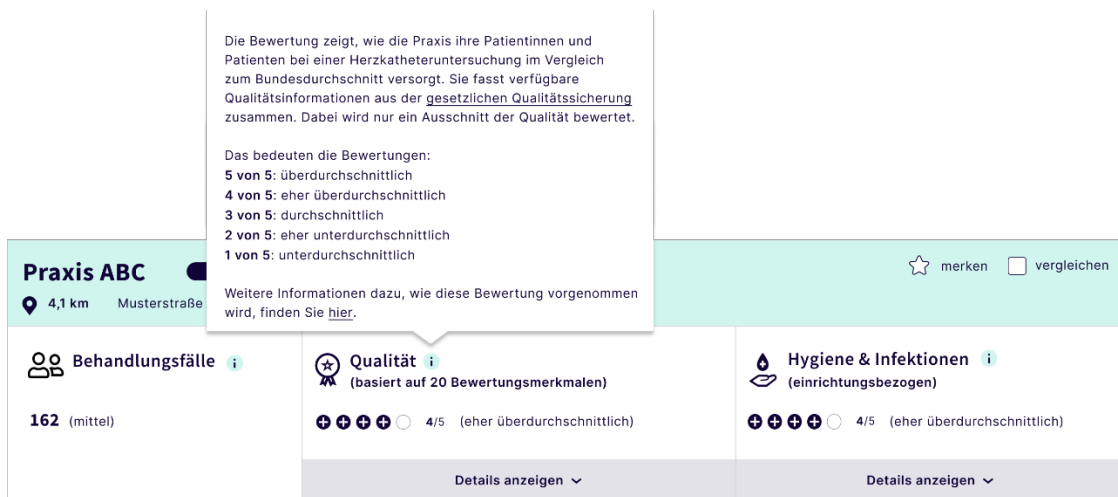 Die Bewertung zeigt, wie die Praxis ihre Patientinnen und
Patienten bei einer Herzkatheteruntersuchung im Vergleich
zum Bundesdurchschnitt versorgt. Sie fasst verfügbare
Qualitätsinformationen aus der gesetzlichen Qualitätssicherung
zusammen. Dabei wird nur ein Ausschnitt der Qualität bewertet.
Das bedeuten die Bewertungen:
5 von 5: überdurchschnittlich
4 von 5: eher überdurchschnittlich
3 von 5: durchschnittlich
2 von 5: eher unterdurchschnittlich
1 von 5: unterdurchschnittlich
Weitere Informationen dazu, wie diese Bewertung vorgenommen
wird, finden Sie hier.
Praxis ABC
merken
vergleichen
4,1 km Musterstraße
Behandlungsfälle i
162 (mittel)
Qualität i
(basiert auf 20 Bewertungsmerkmalen)
4/5 (eher überdurchschnittlich)
Details anzeigen
Hygiene & Infektionen i
(einrichtungsbezogen)
4/5 (eher überdurchschnittlich)
Details anzeigen